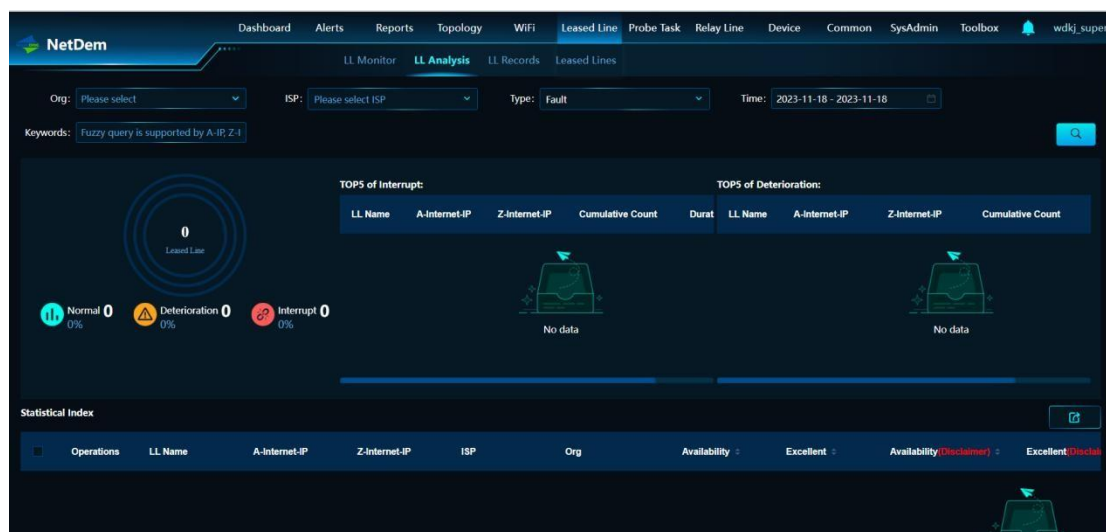 NetDem
Dashboard Alerts Reports Topology WiFi Leased Line Probe Task Relay Line Device Common SysAdmin Toolbox wdkj_super
LL Monitor LL Analysis LL Records Leased Lines
Org: Please select ISP: Please select ISP Type: Fault Time: 2023-11-18 - 2023-11-18
Keywords: Fuzzy query is supported by A-IP, Z-I
TOP5 of Interrupt: TOP5 of Deterioration:
LL Name A-Internet-IP Z-Internet-IP Cumulative Count Durat LL Name A-Internet-IP Z-Internet-IP Cumulative Count
0
Leased Line
Normal 0 Deterioration 0 Interrupt 0
0% 0% 0%
No data No data
Statistical Index
Operations LL Name A-Internet-IP Z-Internet-IP ISP Org Availability Excellent Availability(Disclaimer) Excellent(Disclai